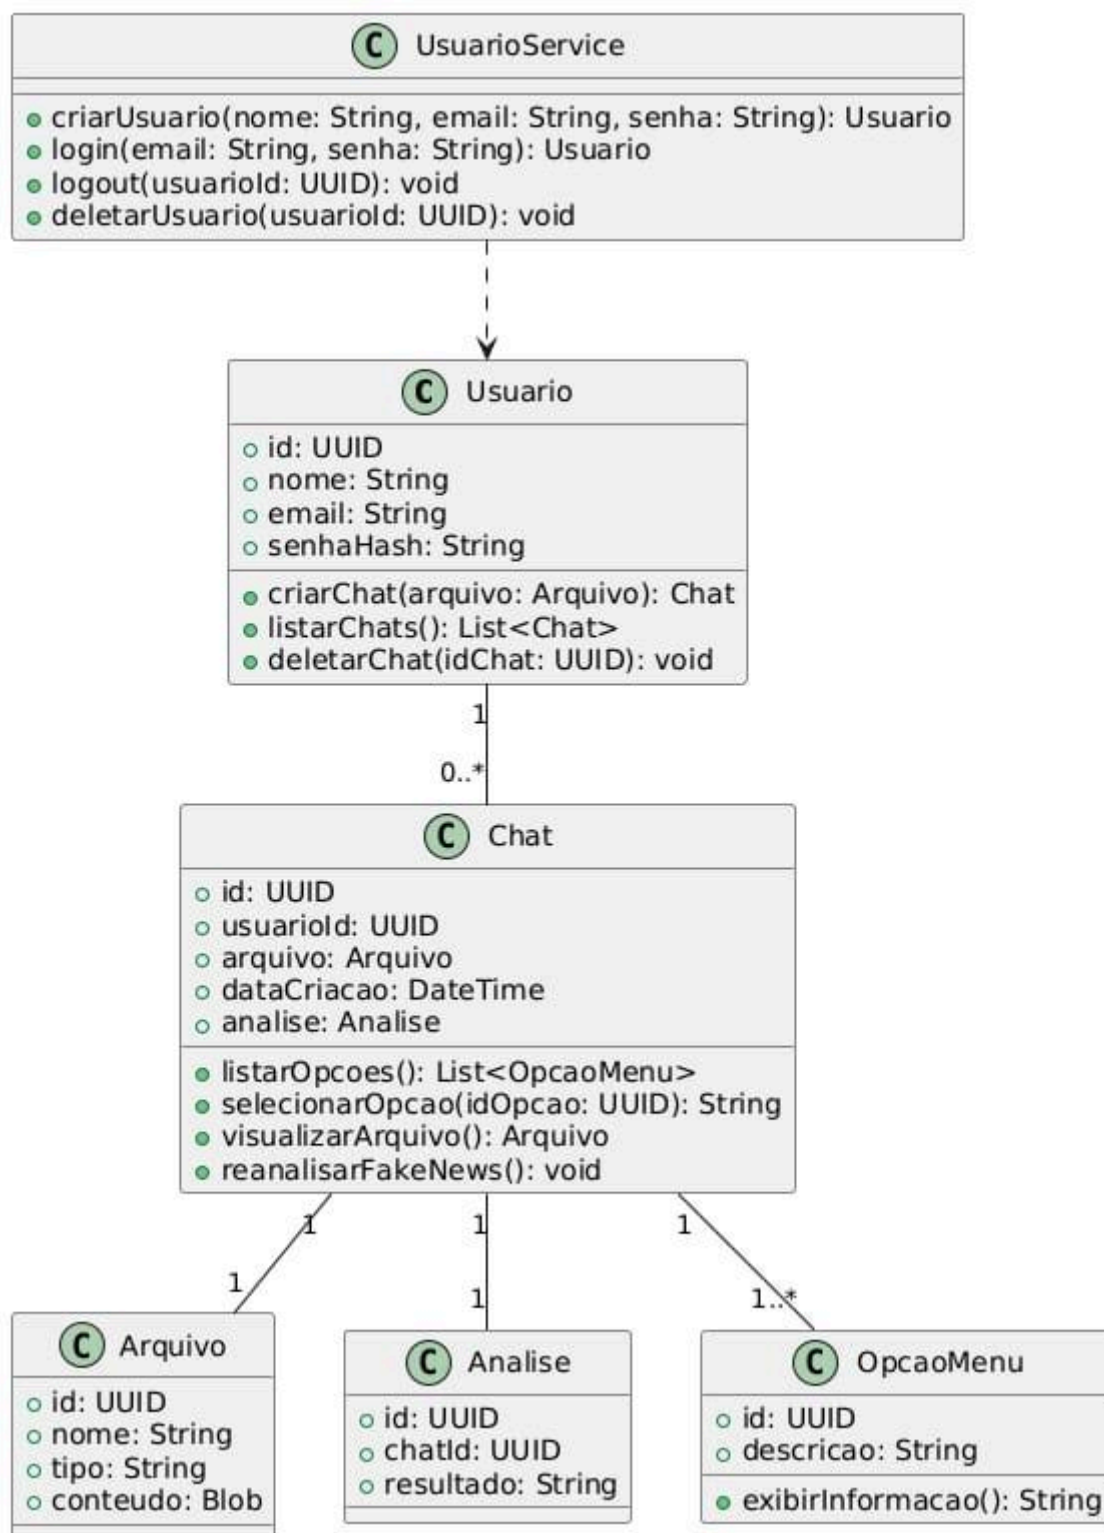 C UsuarioService
criarUsuario(nome: String, email: String, senha: String): Usuario
login(email: String, senha: String): Usuario
logout(usuarioId: UUID): void
deletarUsuario(usuarioId: UUID): void
C Usuario
id: UUID
nome: String
email: String
senhaHash: String
criarChat(arquivo: Arquivo): Chat
listarChats(): List<Chat>
deletarChat(idChat: UUID): void
1
0..*
C Chat
id: UUID
usuarioId: UUID
arquivo: Arquivo
dataCriacao: DateTime
analise: Analise
listarOpcoes(): List<OpcaoMenu>
selecionarOpcao(idOpcao: UUID): String
visualizarArquivo(): Arquivo
reanalisarFakeNews(): void
1 1 1
1 1 1..*
C Arquivo
id: UUID
nome: String
tipo: String
conteudo: Blob
C Analise
id: UUID
chatId: UUID
resultado: String
C OpcaoMenu
id: UUID
descricao: String
exibirInformacao(): String